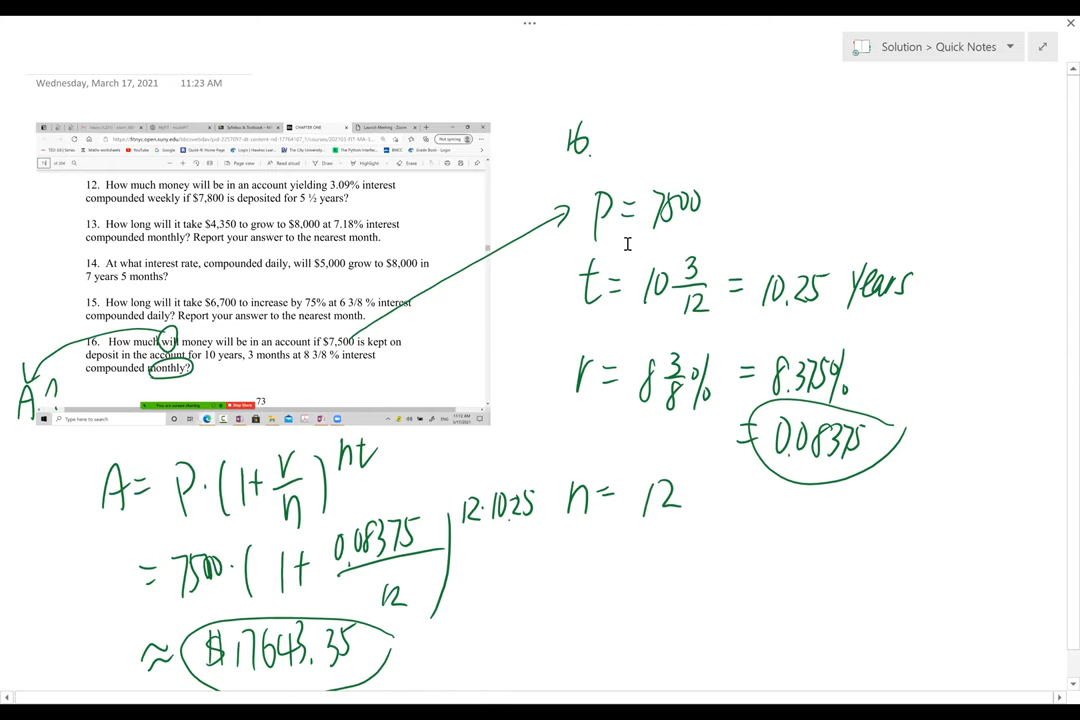 Solution > Quick Notes
Wednesday, March 17, 2021 11:23 AM
12. How much money will be in an account yielding 3.09% interest
compounded weekly if $7,800 is deposited for 5 ½ years?
13. How long will it take $4,350 to grow to $8,000 at 7.18% interest
compounded monthly? Report your answer to the nearest month.
14. At what interest rate, compounded daily, will $5,000 grow to $8,000 in
7 years 5 months?
15. How long will it take $6,700 to increase by 75% at 6 3/8 % interest
compounded daily? Report your answer to the nearest month.
16. How much will money will be in an account if $7,500 is kept on
deposit in the account for 10 years, 3 months at 8 3/8 % interest
compounded monthly?
73
Type here to search
A?
16.
P = 7500
t = 10 3/12 = 10.25 years
r = 8 3/8 % = 8.375%
= 0.08375
n = 12
A = P · (1 + r/n)^nt
= 7500 · (1 + 0.08375/12)^12·10.25
≈ $17643.35